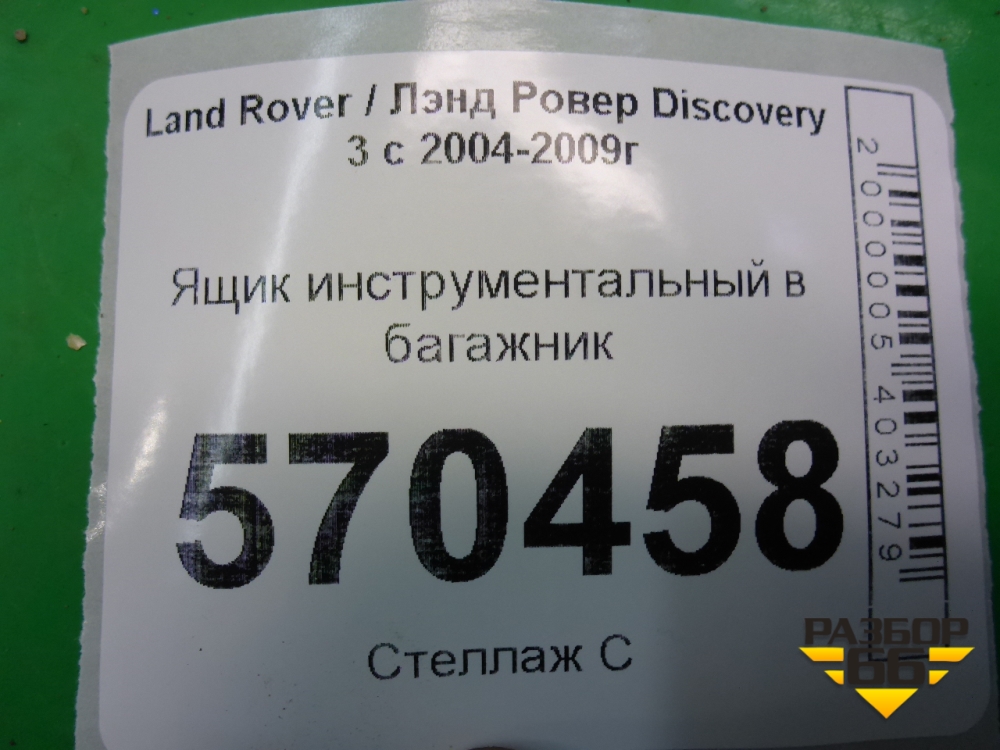 Land Rover / Лэнд Ровер Discovery
3 с 2004-2009г
Ящик инструментальный в
багажник
570458
Стеллаж С
2000005403279
РАЗБОР
66